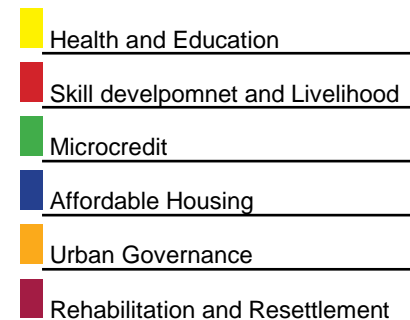 Health and Education
Skill develpomnet and Livelihood
Microcredit
Affordable Housing
Urban Governance
Rehabilitation and Resettlement